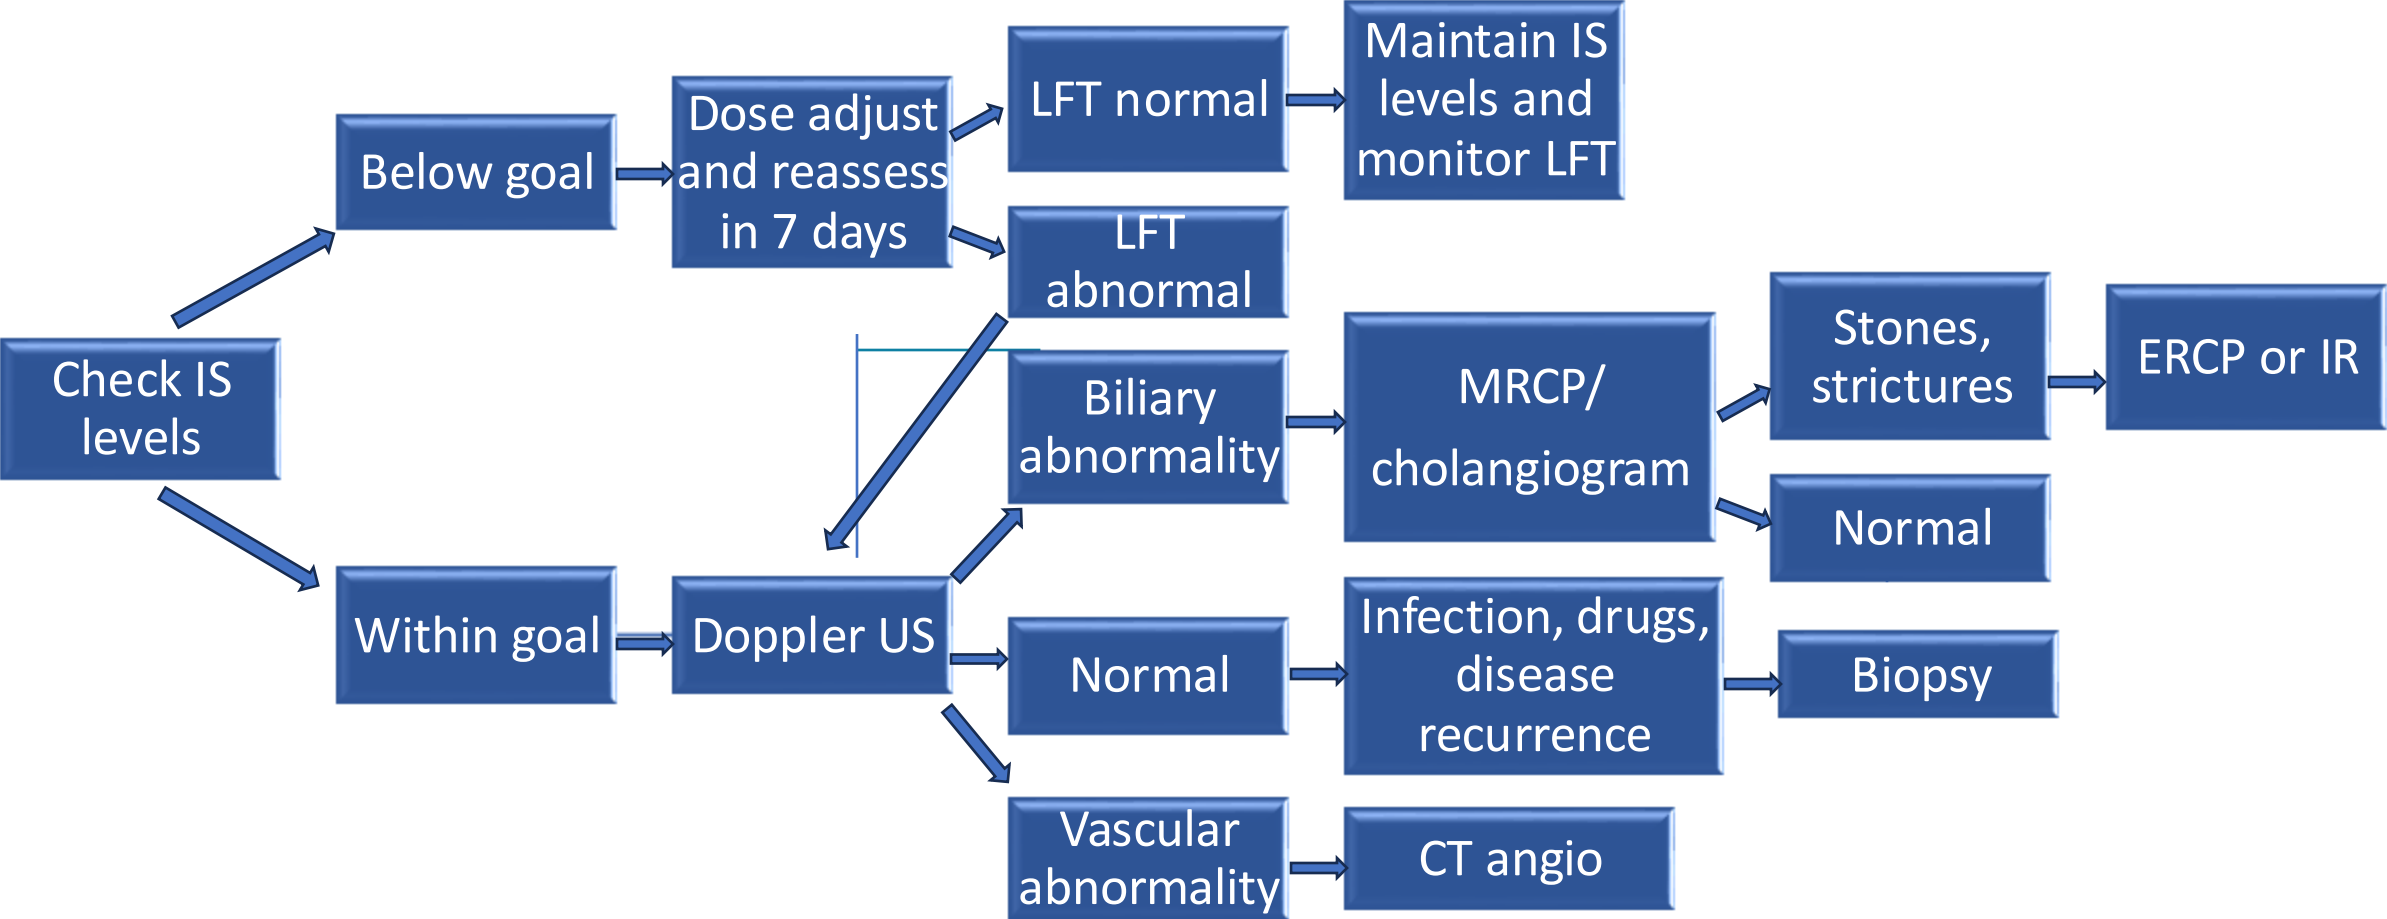 Check IS
levels
Below goal
Dose adjust
and reassess
in 7 days
LFT normal
Maintain IS
levels and
monitor LFT
LFT
abnormal
Within goal
Doppler US
Biliary
abnormality
MRCP/
cholangiogram
Stones,
strictures
ERCP or IR
Normal
Normal
Infection, drugs,
disease
recurrence
Biopsy
Vascular
abnormality
CT angio